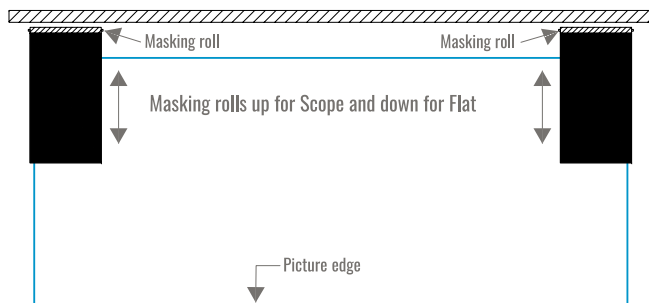 Masking roll
Masking roll
Masking rolls up for Scope and down for Flat
Picture edge